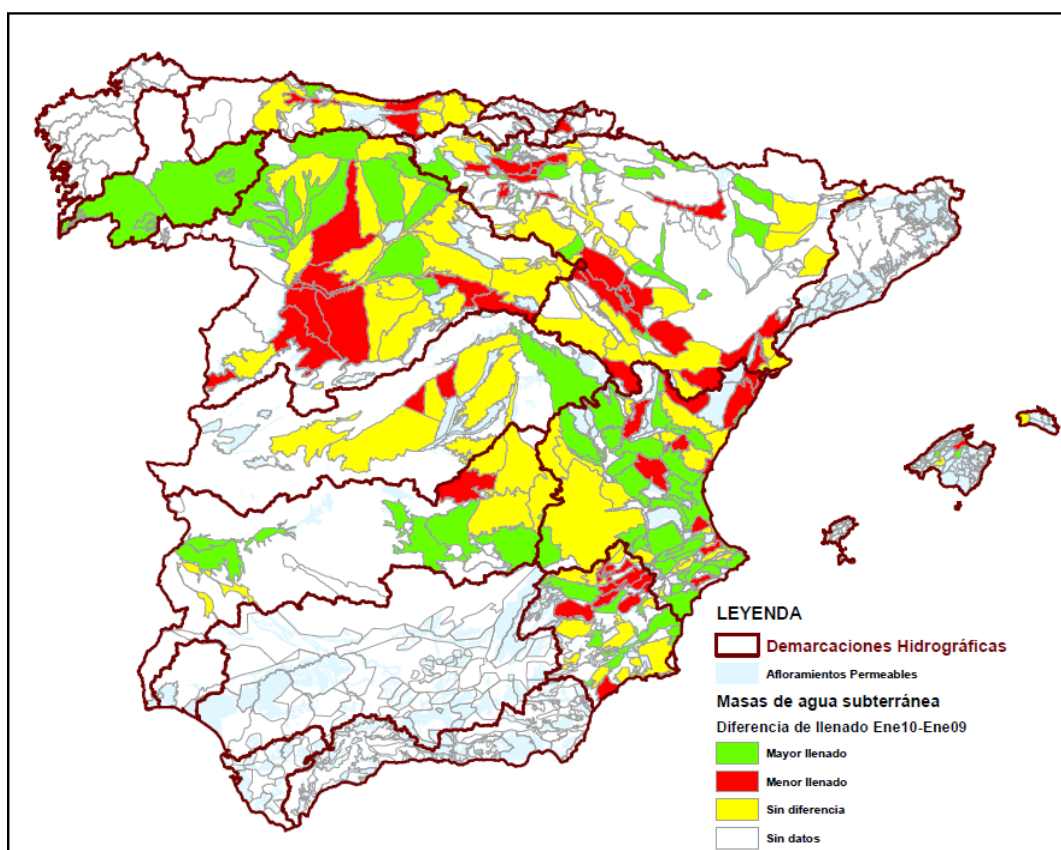 LEYENDA
Demarcaciones Hidrográficas
Afloramientos Permeables
Masas de agua subterránea
Diferencia de llenado Ene10-Ene09
Mayor llenado
Menor llenado
Sin diferencia
Sin datos